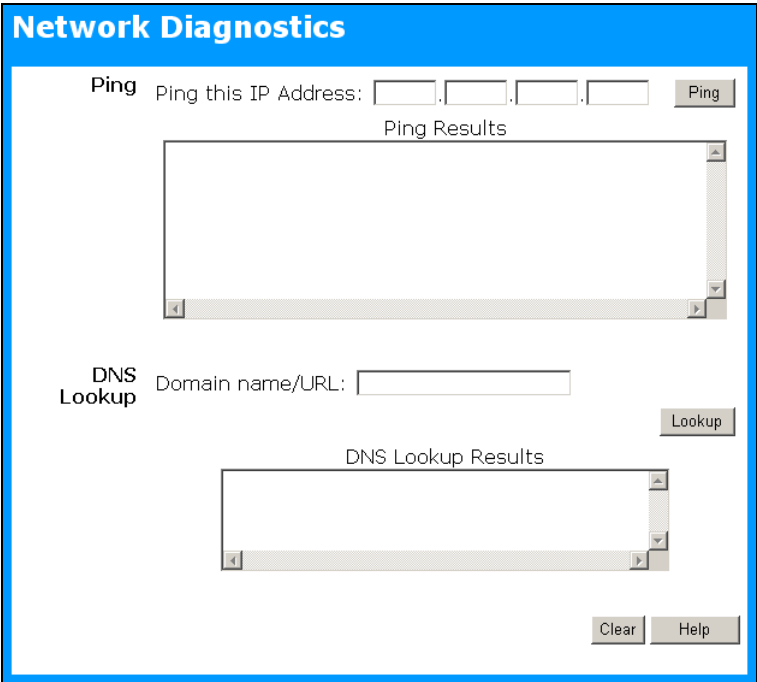 Network Diagnostics
Ping
Ping this IP Address: . . . Ping
Ping Results
DNS Lookup
Domain name/URL:
Lookup
DNS Lookup Results
Clear Help